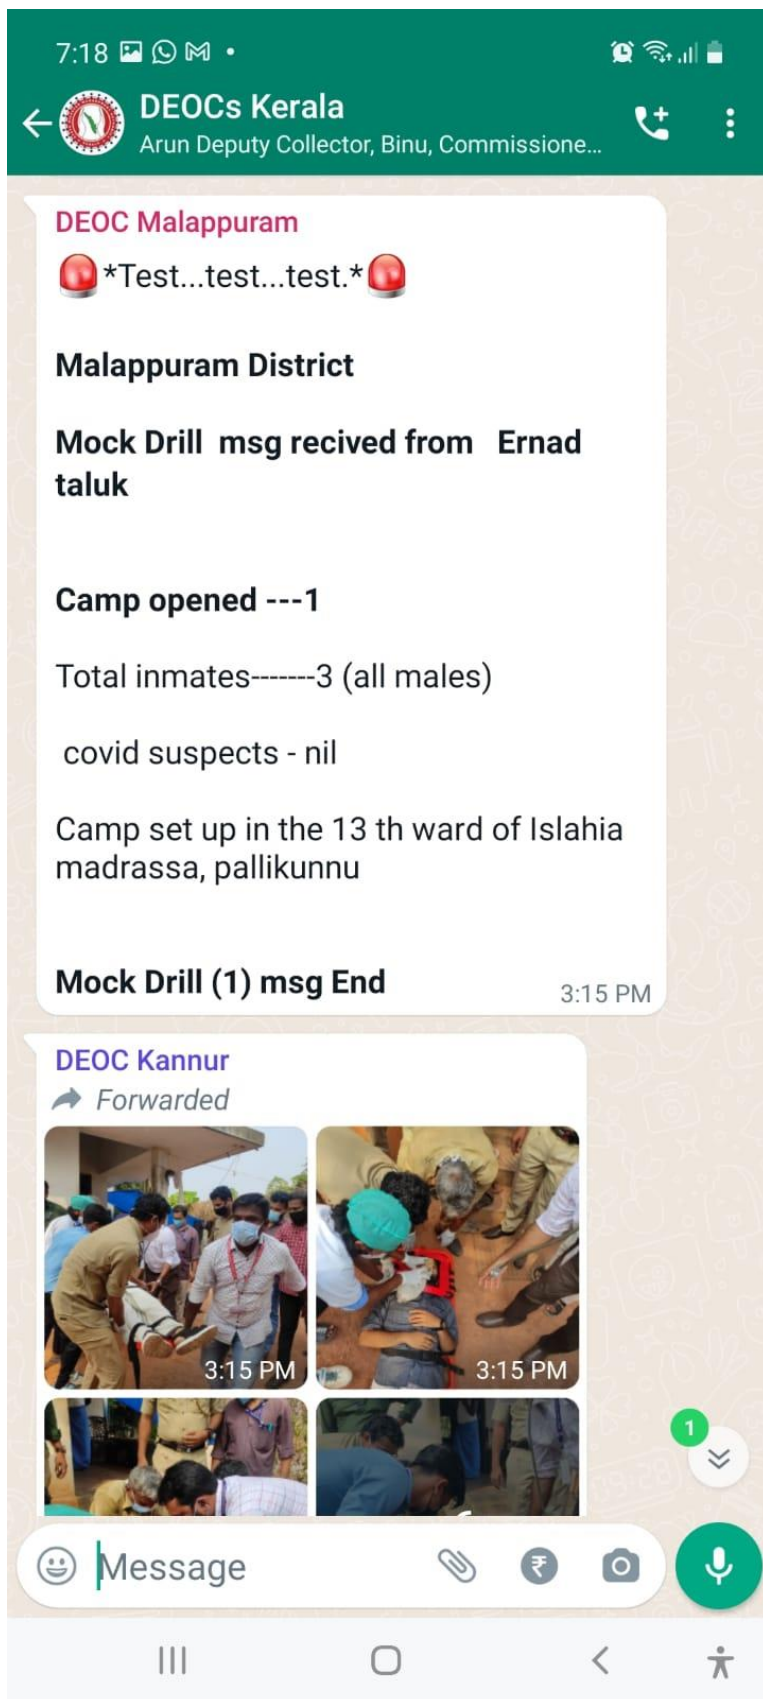 7:18
DEOCs Kerala
Arun Deputy Collector, Binu, Commissione...
DEOC Malappuram
🚨*Test...test...test.*🚨
Malappuram District
Mock Drill  msg recived from   Ernad
taluk
Camp opened ---1
Total inmates-------3 (all males)
covid suspects - nil
Camp set up in the 13 th ward of Islahia
madrassa, pallikunnu
Mock Drill (1) msg End
3:15 PM
DEOC Kannur
Forwarded
3:15 PM
3:15 PM
1
Message